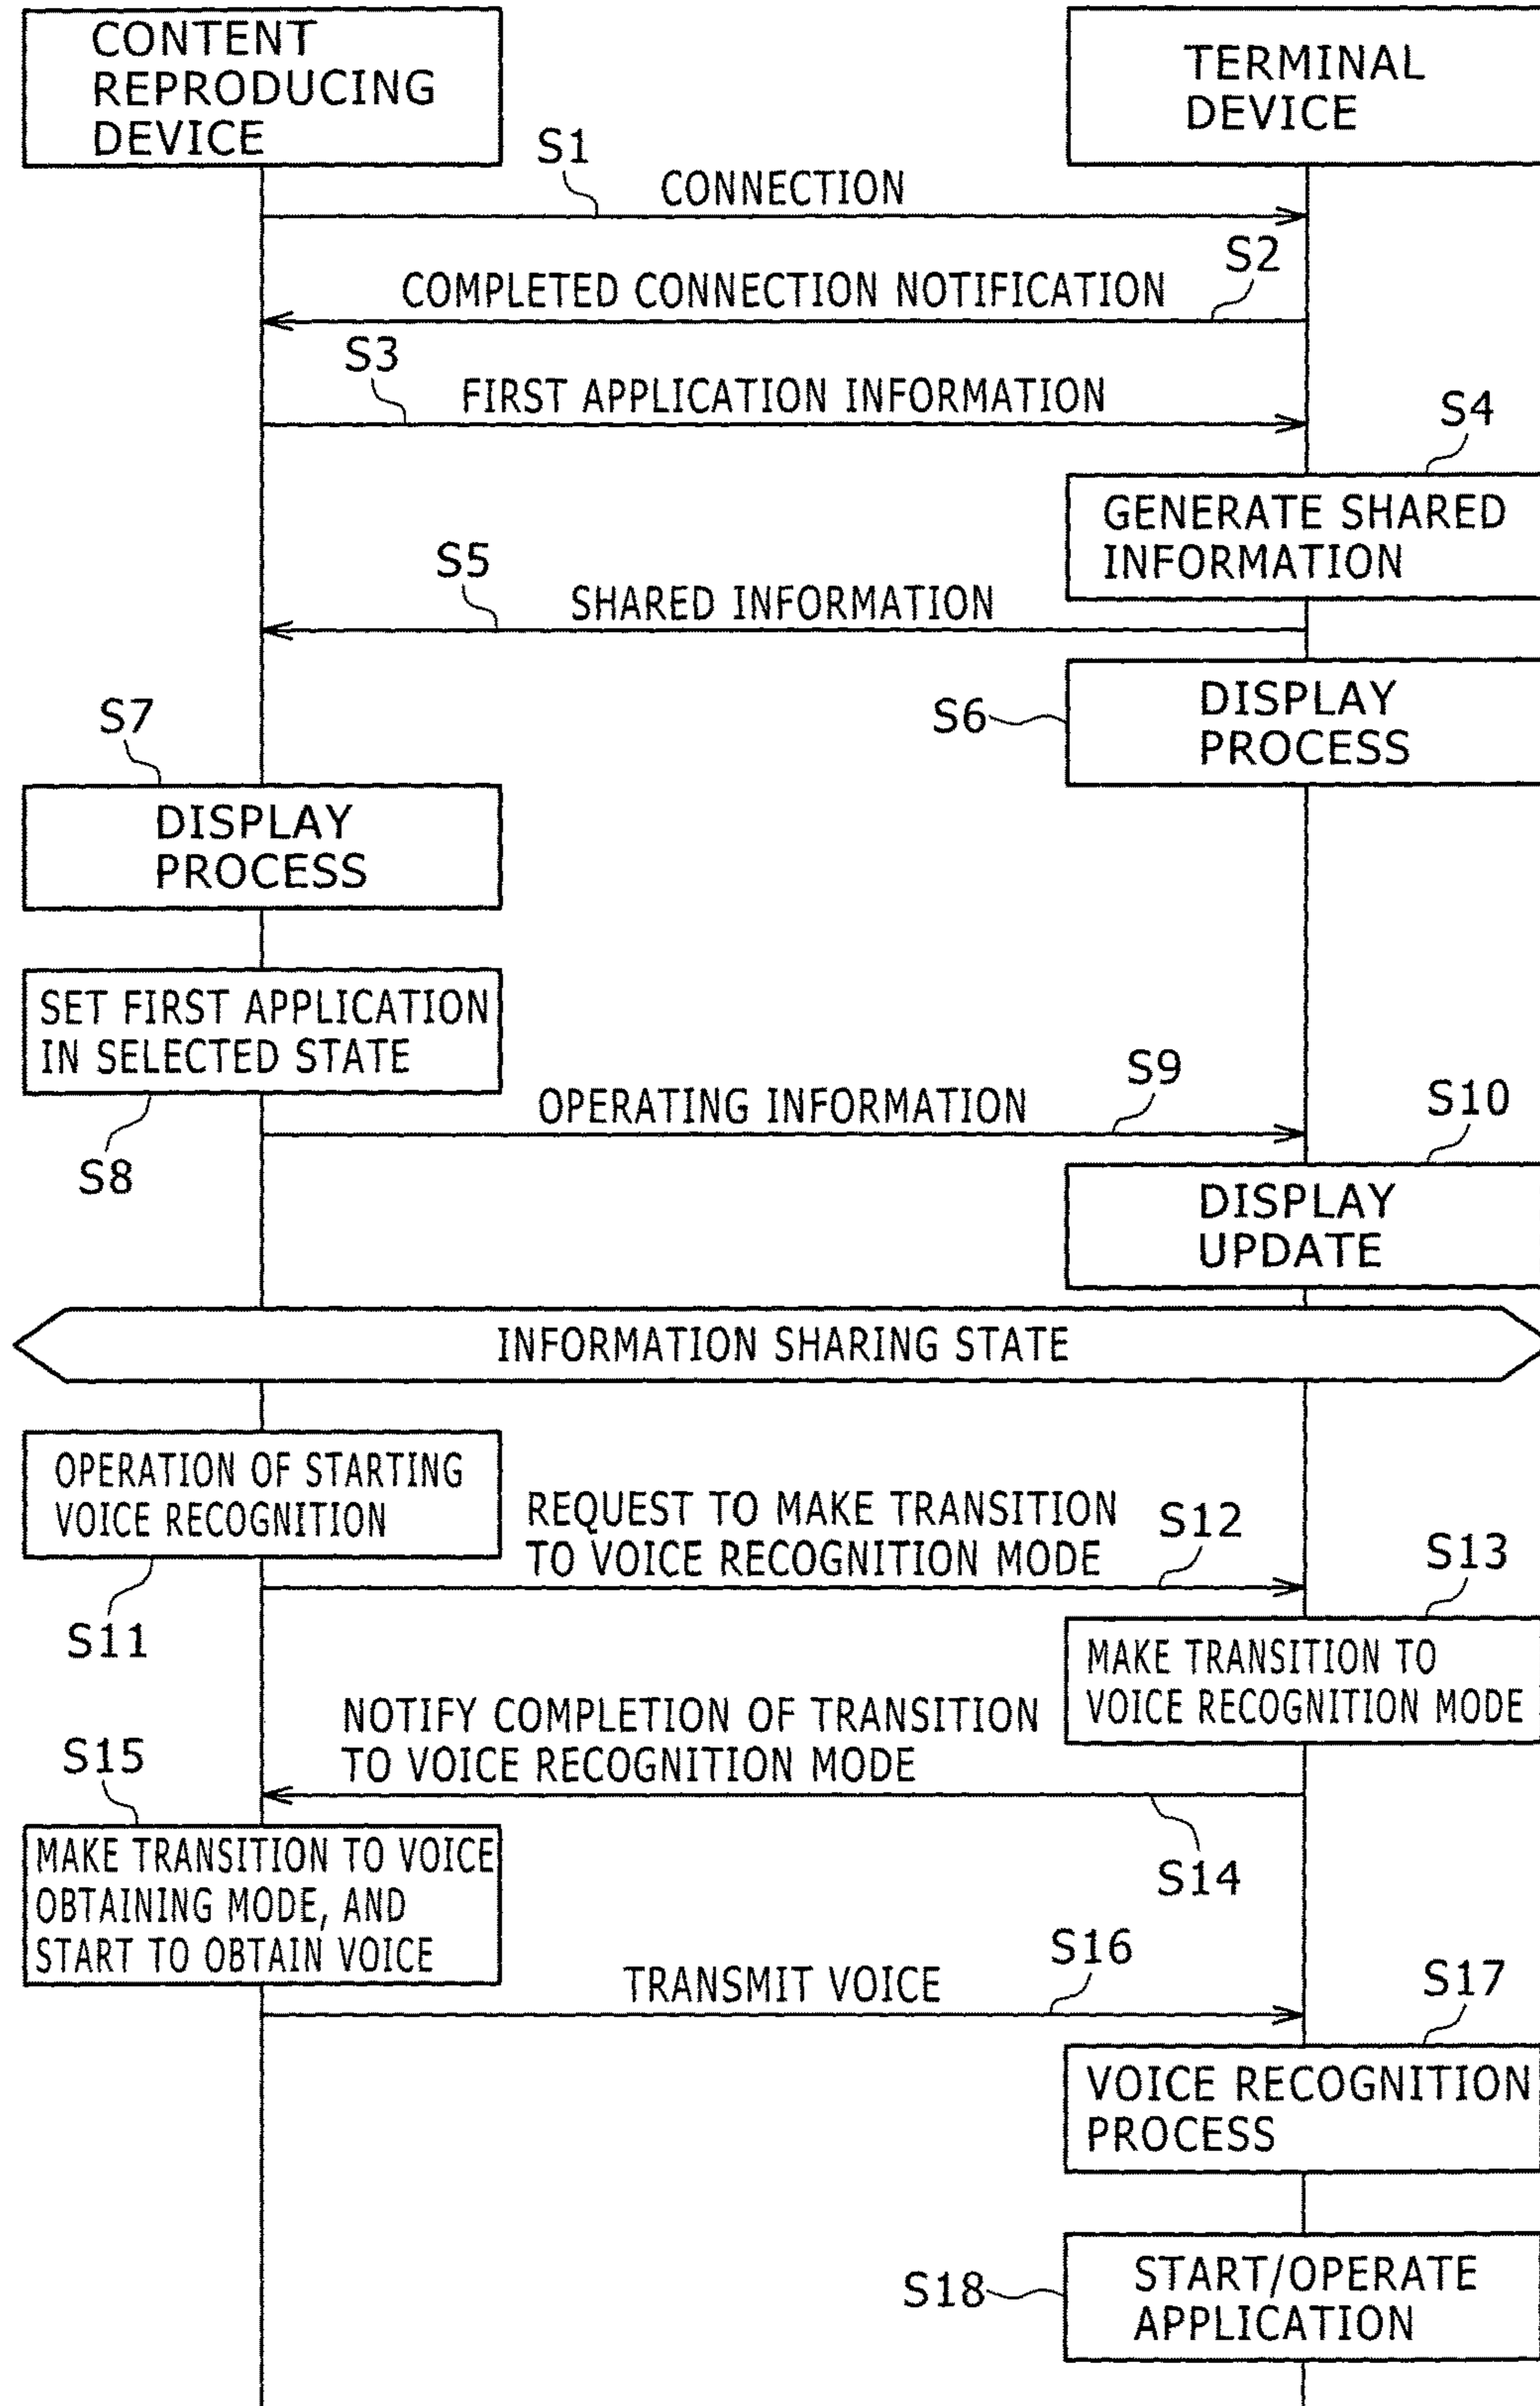 CONTENT
REPRODUCING
DEVICE
TERMINAL
DEVICE
S1
CONNECTION
S2
COMPLETED CONNECTION NOTIFICATION
S3
FIRST APPLICATION INFORMATION
S4
GENERATE SHARED
INFORMATION
S5
SHARED INFORMATION
S6
DISPLAY
PROCESS
S7
DISPLAY
PROCESS
SET FIRST APPLICATION
IN SELECTED STATE
S8
S9
OPERATING INFORMATION
S10
DISPLAY
UPDATE
INFORMATION SHARING STATE
OPERATION OF STARTING
VOICE RECOGNITION
S11
REQUEST TO MAKE TRANSITION
TO VOICE RECOGNITION MODE
S12
S13
MAKE TRANSITION TO
VOICE RECOGNITION MODE
NOTIFY COMPLETION OF TRANSITION
TO VOICE RECOGNITION MODE
S14
S15
MAKE TRANSITION TO VOICE
OBTAINING MODE, AND
START TO OBTAIN VOICE
S16
TRANSMIT VOICE
S17
VOICE RECOGNITION
PROCESS
S18
START/OPERATE
APPLICATION